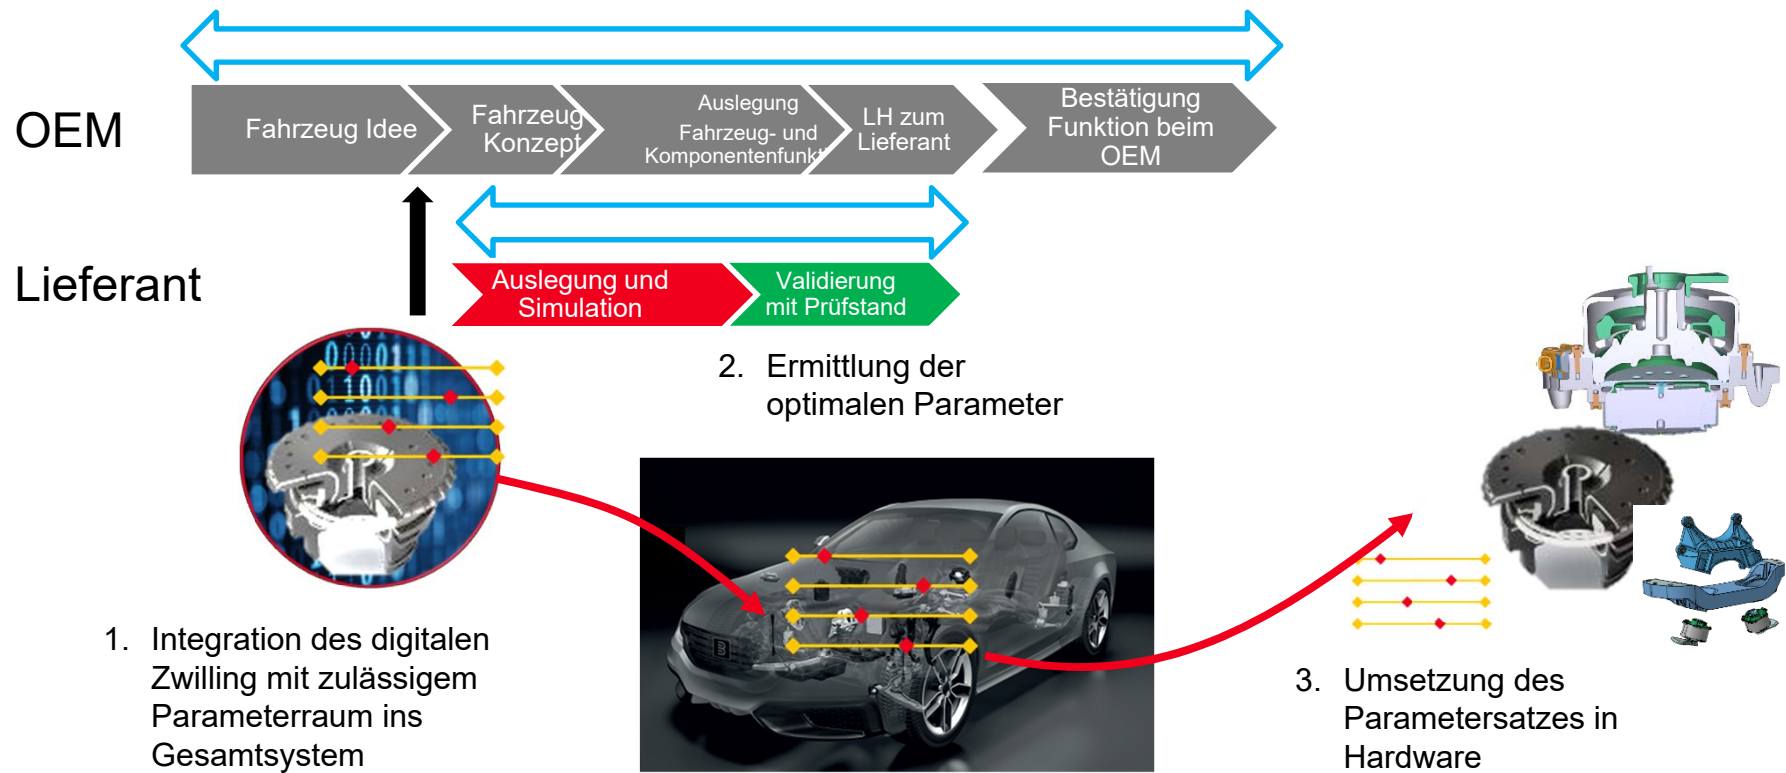 OEM
Fahrzeug Idee
Fahrzeug
Konzept
Auslegung
Fahrzeug- und
Komponentenfunkt
LH zum
Lieferant
Bestätigung
Funktion beim
OEM
Lieferant
Auslegung und
Simulation
Validierung
mit Prüfstand
2. Ermittlung der
optimalen Parameter
1. Integration des digitalen
Zwilling mit zulässigem
Parameterraum ins
Gesamtsystem
3. Umsetzung des
Parametersatzes in
Hardware